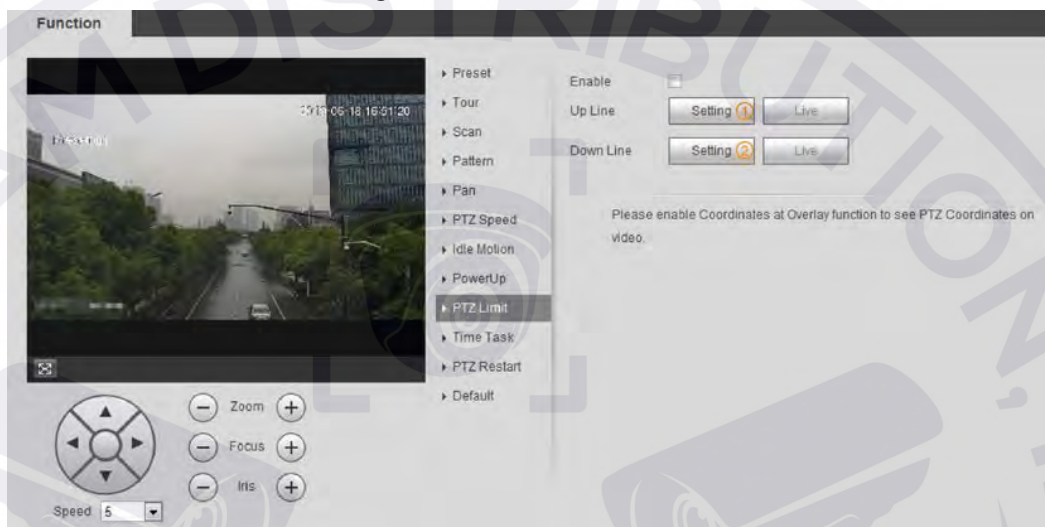 Function
2019-06-18 16:51:20
Preset
Tour
Scan
Pattern
Pan
PTZ Speed
Idle Motion
PowerUp
PTZ Limit
Time Task
PTZ Restart
Default
Enable
Up Line Setting 1 Live
Down Line Setting 2 Live
Please enable Coordinates at Overlay function to see PTZ Coordinates on
video.
Zoom
Focus
Iris
Speed 5
DISTRIBUTION,